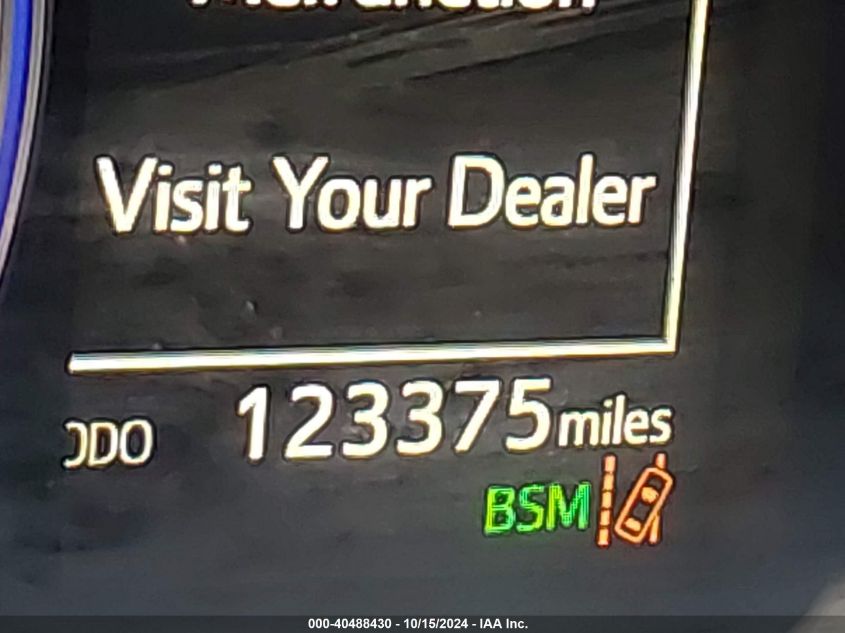 Visit Your Dealer
ODO 123375 miles
BSM
000-40488430 - 10/15/2024 - IAA Inc.